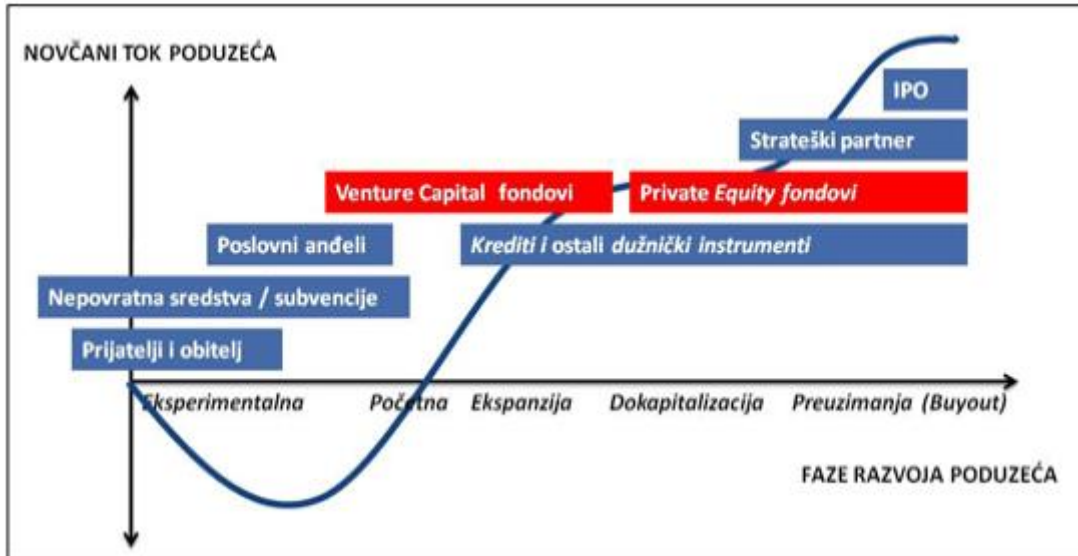 NOVČANI TOK PODUZEĆA
IPO
Strateški partner
Venture Capital fondovi
Private Equity fondovi
Poslovni anđeli
Krediti i ostali dužnički instrumenti
Nepovratna sredstva / subvencije
Prijatelji i obitelj
Eksperimentalna
Početna
Ekspanzija
Dokapitalizacija
Preuzimanja (Buyout)
FAZE RAZVOJA PODUZEĆA